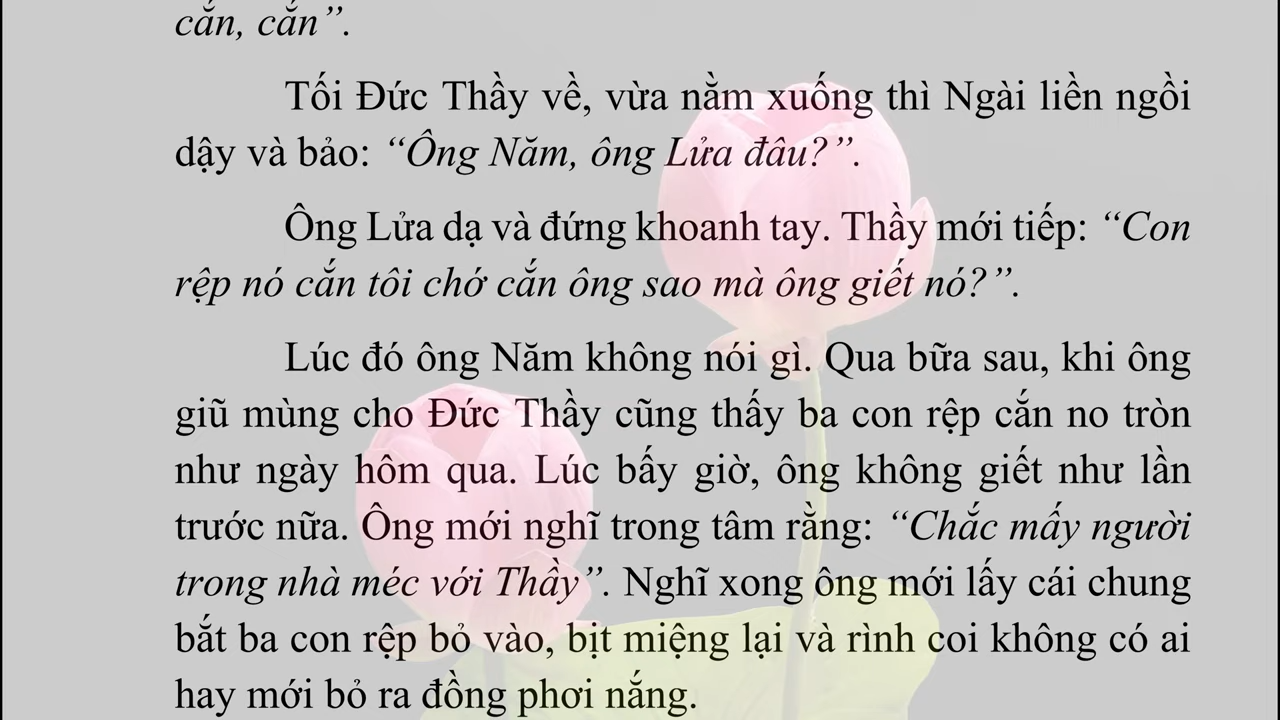 cắn, cắn”.
Tối Đức Thầy về, vừa nằm xuống thì Ngài liền ngồi
dậy và bảo: “Ông Năm, ông Lửa đâu?”.
Ông Lửa dạ và đứng khoanh tay. Thầy mới tiếp: “Con
rệp nó cắn tôi chớ cắn ông sao mà ông giết nó?”.
Lúc đó ông Năm không nói gì. Qua bữa sau, khi ông
giũ mùng cho Đức Thầy cũng thấy ba con rệp cắn no tròn
như ngày hôm qua. Lúc bấy giờ, ông không giết như lần
trước nữa. Ông mới nghĩ trong tâm rằng: “Chắc mấy người
trong nhà méc với Thầy”. Nghĩ xong ông mới lấy cái chung
bắt ba con rệp bỏ vào, bịt miệng lại và rình coi không có ai
hay mới bỏ ra đồng phơi nắng.